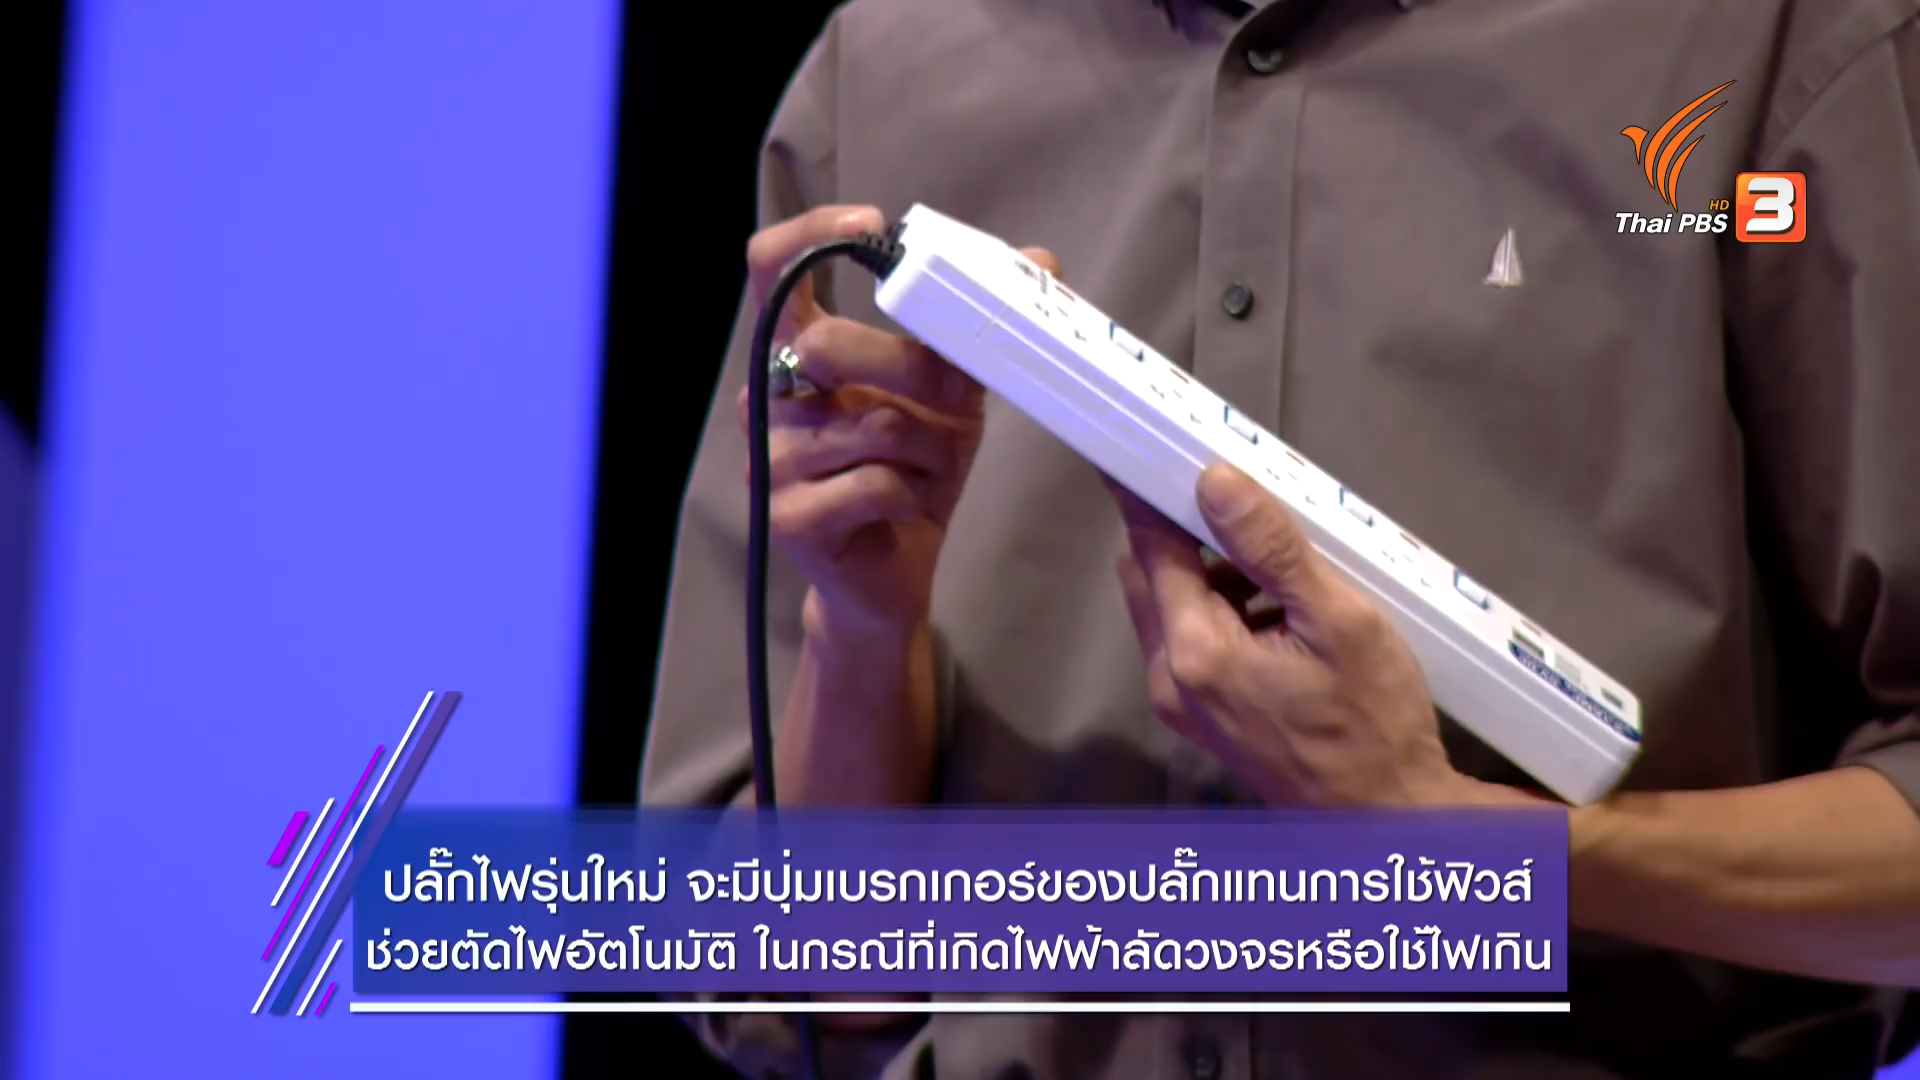 HD
Thai PBS 3
ปลั๊กไฟรุ่นใหม่ จะมีปุ่มเบรกเกอร์ของปลั๊กแทนการใช้ฟิวส์
ช่วยตัดไฟอัตโนมัติ ในกรณีที่เกิดไฟฟ้าลัดวงจรหรือใช้ไฟเกิน